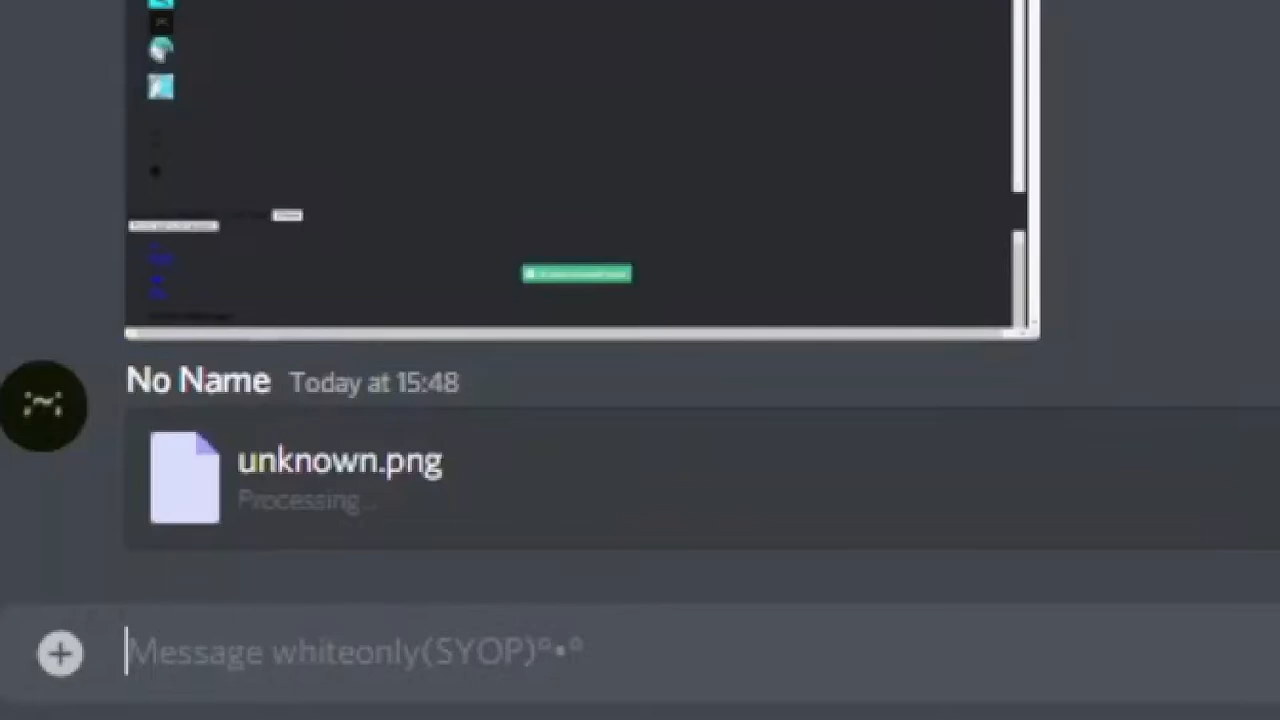 No Name Today at 15:48
unknown.png
Processing...
Message whiteonly(SYOP)°•°